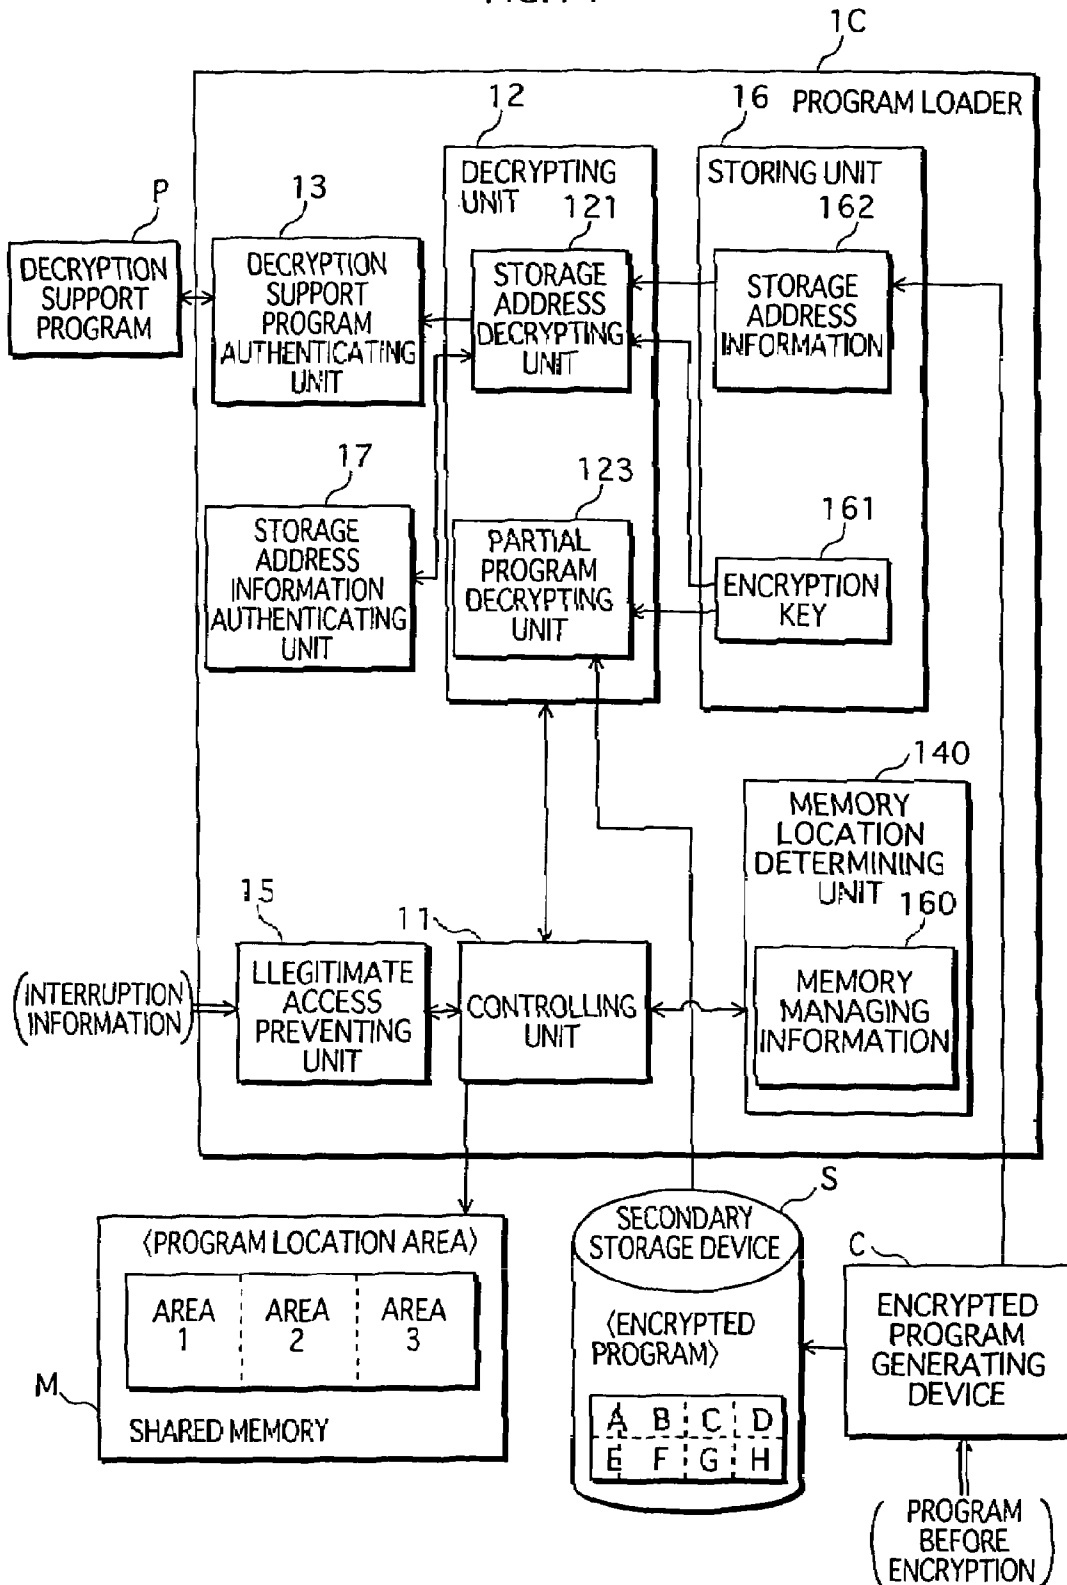 1C
PROGRAM LOADER
12
16
DECRYPTING
UNIT
STORING UNIT
P
13
121
162
DECRYPTION
SUPPORT
PROGRAM
DECRYPTION
SUPPORT
PROGRAM
AUTHENTICATING
UNIT
STORAGE
ADDRESS
DECRYPTING
UNIT
STORAGE
ADDRESS
INFORMATION
17
123
161
STORAGE
ADDRESS
INFORMATION
AUTHENTICATING
UNIT
PARTIAL
PROGRAM
DECRYPTING
UNIT
ENCRYPTION
KEY
140
MEMORY
LOCATION
DETERMINING
UNIT
15
11
160
(INTERRUPTION
INFORMATION)
LLEGITIMATE
ACCESS
PREVENTING
UNIT
CONTROLLING
UNIT
MEMORY
MANAGING
INFORMATION
S
SECONDARY
STORAGE DEVICE
C
〈PROGRAM LOCATION AREA〉
AREA
1
AREA
2
AREA
3
〈ENCRYPTED
PROGRAM〉
ENCRYPTED
PROGRAM
GENERATING
DEVICE
M
SHARED MEMORY
A B C D
E F G H
(PROGRAM
BEFORE
ENCRYPTION)